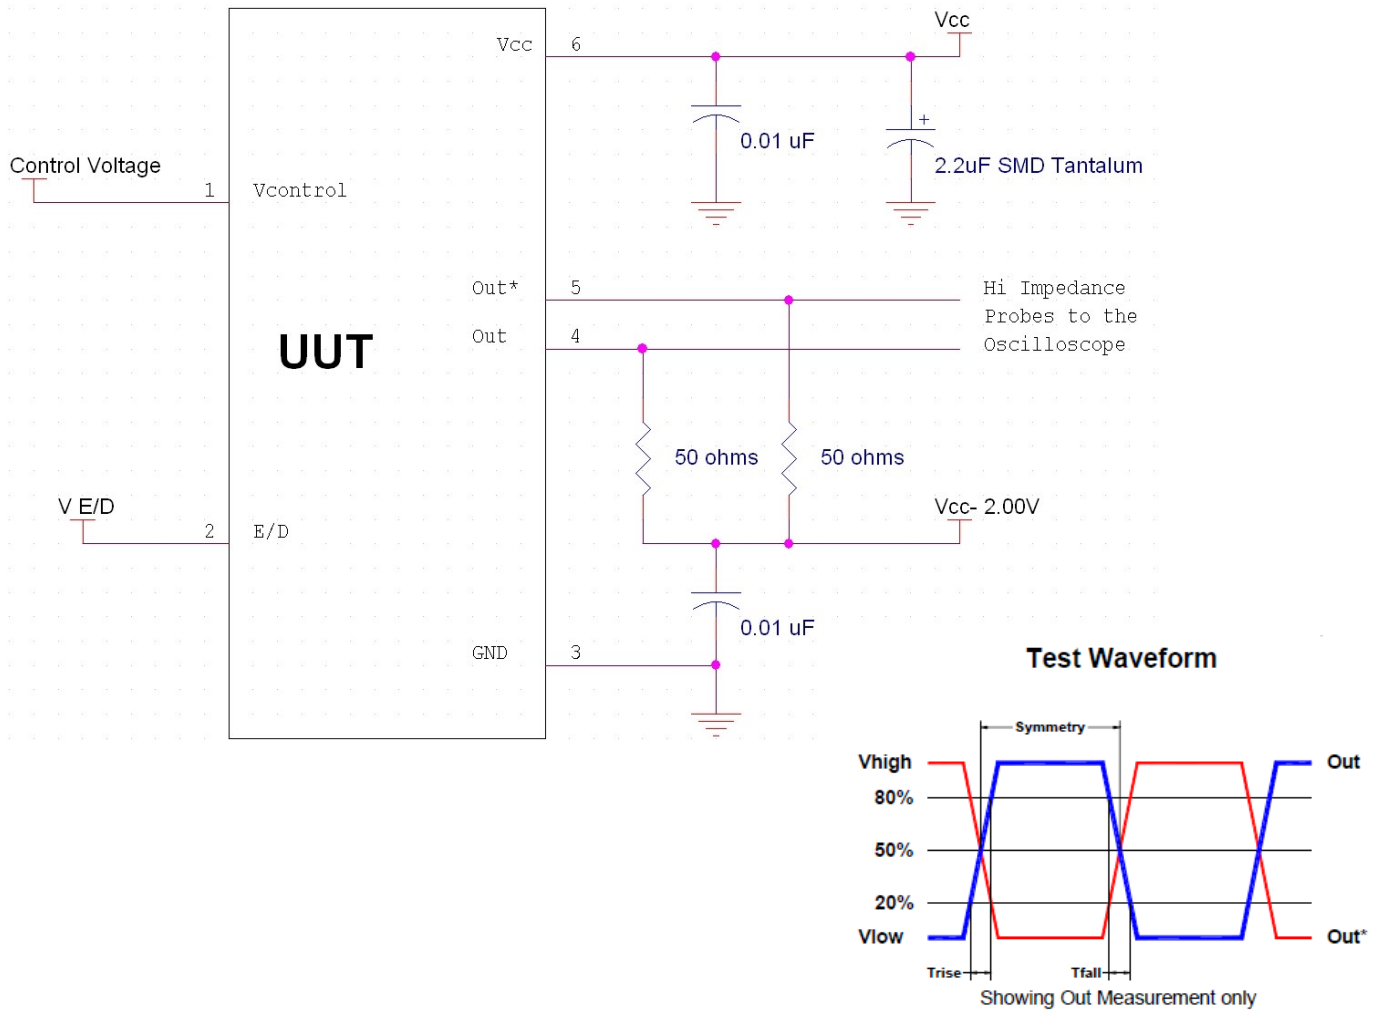 Vcc
Vcc 6
+
0.01 uF
2.2uF SMD Tantalum
Control Voltage
1 Vcontrol
Out* 5
Hi Impedance
Probes to the
Oscilloscope
Out 4
UUT
50 ohms 50 ohms
V E/D
Vcc- 2.00V
2 E/D
0.01 uF
GND 3
Test Waveform
Symmetry
Vhigh Out
80%
50%
20%
Vlow Out*
Trise Tfall
Showing Out Measurement only